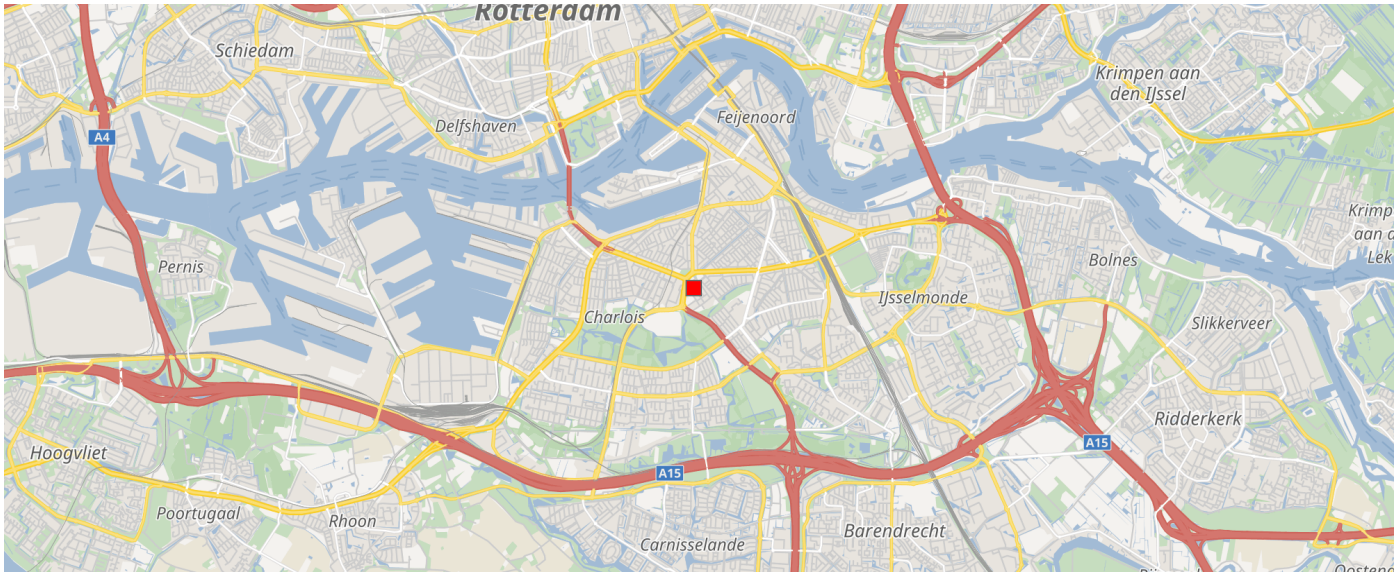 Rotterdam
Schiedam
Krimpen aan
den IJssel
A4
Delfshaven
Feijenoord
Krimp
aan d
Lek
Pernis
Bolnes
IJsselmonde
Charlois
Slikkerveer
Ridderkerk
A15
Hoogvliet
A15
Poortugaal
Rhoon
Barendrecht
Carnisselande